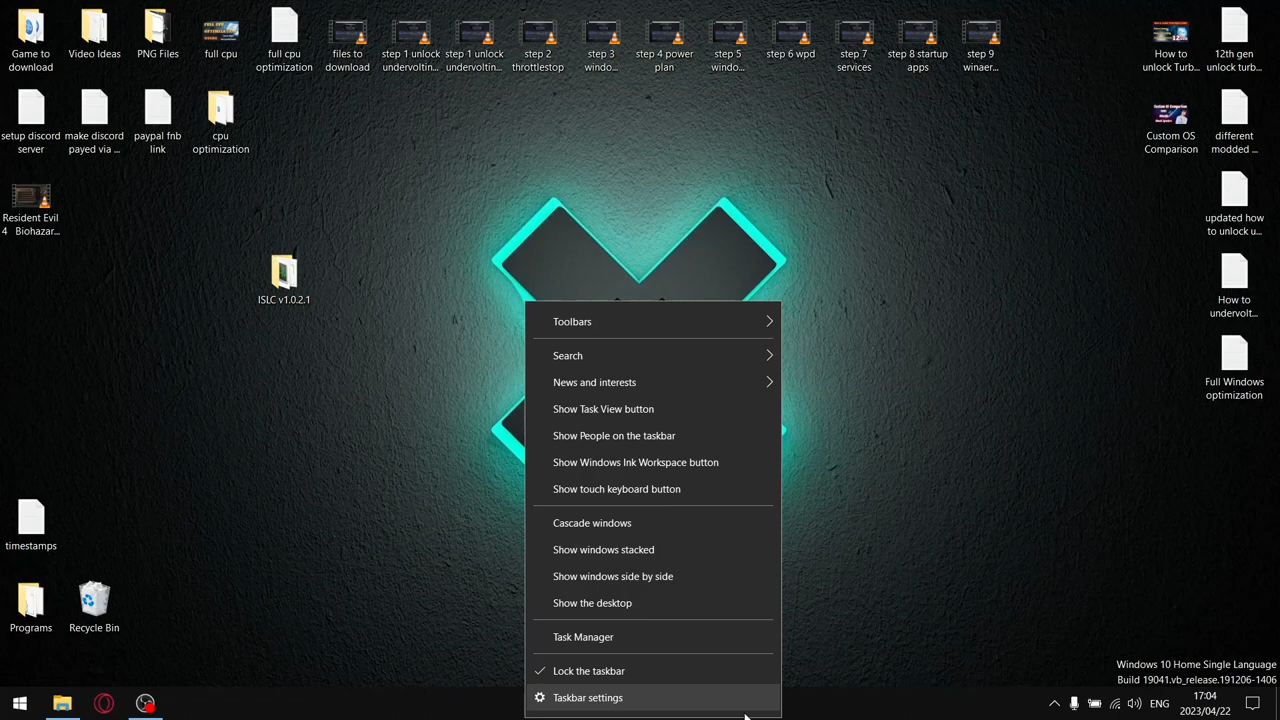 Game to
download
Video Ideas
PNG Files
full cpu
full cpu
optimization
files to
download
step 1 unlock
undervoltin...
step 1 unlock
undervoltin...
step 2
throttlestop
step 3
windo...
step 4 power
plan
step 5
windo...
step 6 wpd
step 7
services
step 8 startup
apps
step 9
winaer...
How to
unlock Turb...
12th gen
unlock turb...
setup discord
server
make discord
payed via ...
paypal fnb
link
cpu
optimization
Custom OS
Comparison
different
modded ...
Resident Evil
4 Biohazar...
updated how
to unlock u...
ISLC v1.0.2.1
How to
undervolt...
Full Windows
optimization
Toolbars
Search
News and interests
Show Task View button
Show People on the taskbar
Show Windows Ink Workspace button
Show touch keyboard button
Cascade windows
Show windows stacked
Show windows side by side
Show the desktop
Task Manager
Lock the taskbar
Taskbar settings
timestamps
Programs
Recycle Bin
Windows 10 Home Single Language
Build 19041.vb_release.191206-1406
ENG
17:04
2023/04/22